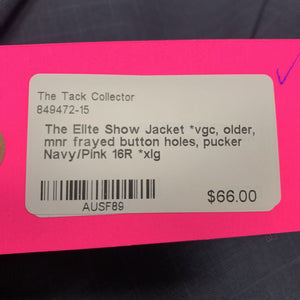 The Tack Collector
849472-15
The Elite Show Jacket *vgc, older,
mnr frayed button holes, pucker
Navy/Pink 16R *xlg
$66.00
AUSF89